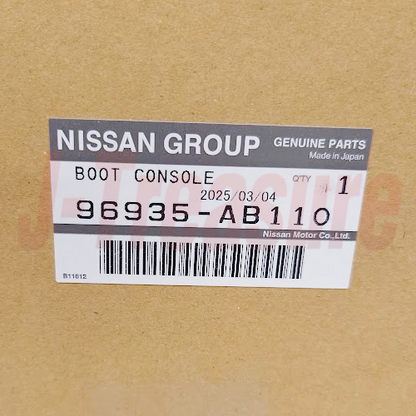 NISSAN GROUP GENUINE PARTS
Made in Japan
BOOT CONSOLE QTY 1
2025/03/04
96935-AB110
Nissan Motor Co.,Ltd.
B11612
J-Treasure